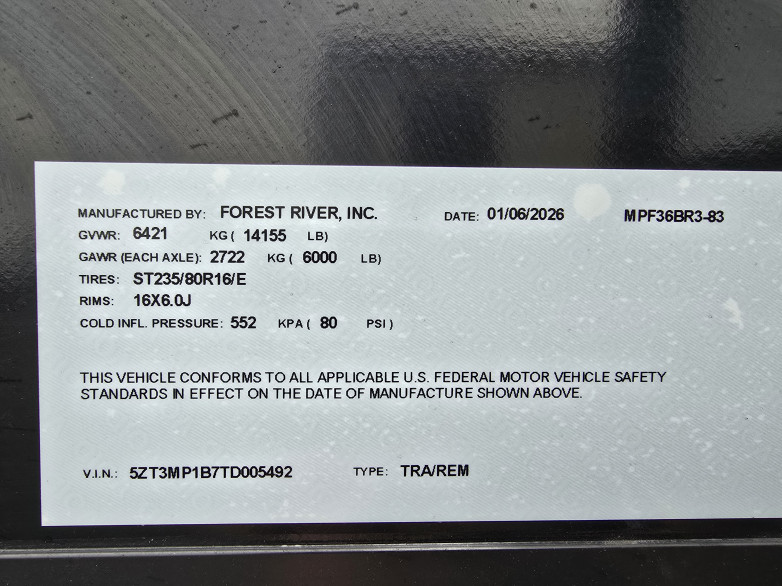 MANUFACTURED BY: FOREST RIVER, INC. DATE: 01/06/2026 MPF36BR3-83
GVWR: 6421 KG ( 14155 LB)
GAWR (EACH AXLE): 2722 KG ( 6000 LB)
TIRES: ST235/80R16/E
RIMS: 16X6.0J
COLD INFL. PRESSURE: 552 KPA ( 80 PSI )
THIS VEHICLE CONFORMS TO ALL APPLICABLE U.S. FEDERAL MOTOR VEHICLE SAFETY
STANDARDS IN EFFECT ON THE DATE OF MANUFACTURE SHOWN ABOVE.
V.I.N.: 5ZT3MP1B7TD005492 TYPE: TRA/REM